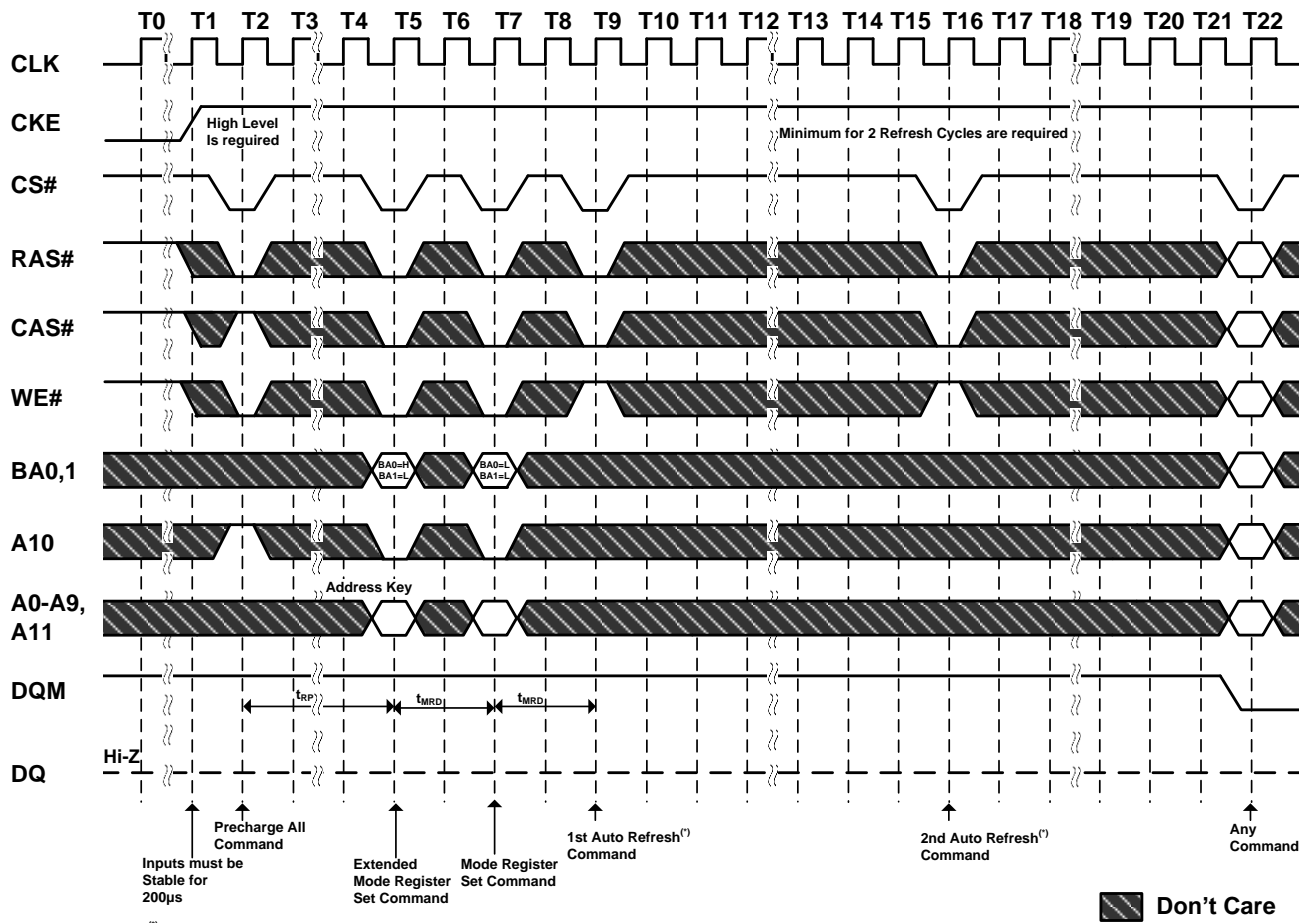 T0 T1 T2 T3 T4 T5 T6 T7 T8 T9 T10 T11 T12 T13 T14 T15 T16 T17 T18 T19 T20 T21 T22
CLK
CKE
High Level
Is reguired
Minimum for 2 Refresh Cycles are required
CS#
RAS#
CAS#
WE#
BA0,1
BA0=H
BA1=L
BA0=L
BA1=L
A10
Address Key
A0-A9,
A11
DQM
tRP
tMRD
tMRD
Hi-Z
DQ
Inputs must be
Stable for
200µs
Precharge All
Command
Extended
Mode Register
Set Command
Mode Register
Set Command
1st Auto Refresh(*)
Command
2nd Auto Refresh(*)
Command
Any
Command
Don't Care
(*)